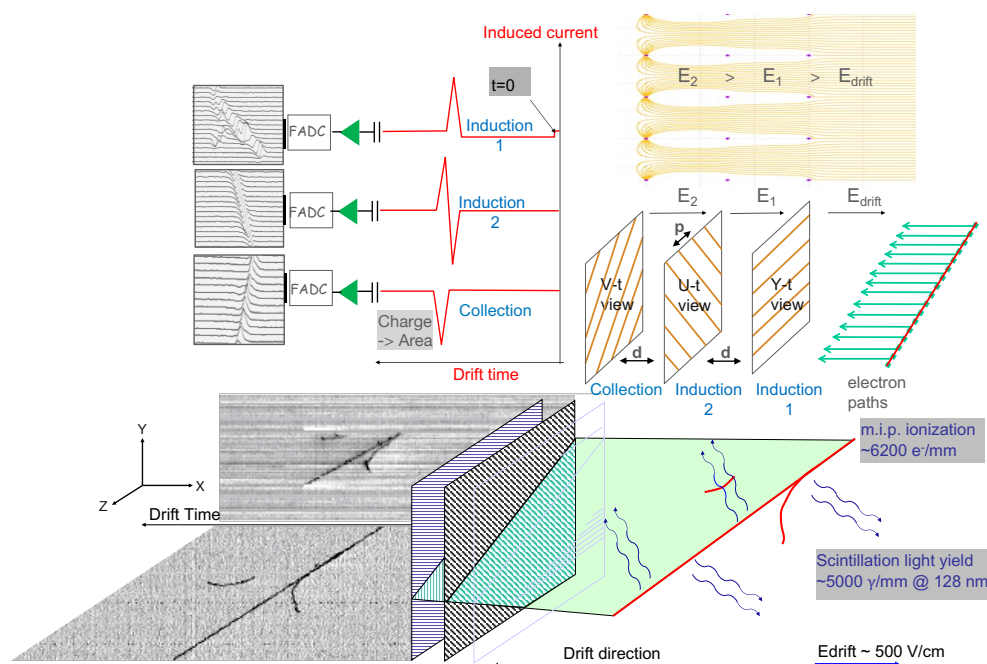 Induced current
E2 > E1 > Edrift
t=0
FADC
Induction
1
E2
E1
Edrift
FADC
Induction
2
p
V-t
view
U-t
view
Y-t
view
FADC
Collection
Charge
-> Area
d
d
Drift time
Collection
Induction
2
Induction
1
electron
paths
m.i.p. ionization
~6200 e-/mm
Y
X
Z
Drift Time
Scintillation light yield
~5000 γ/mm @ 128 nm
Drift direction
Edrift ~ 500 V/cm